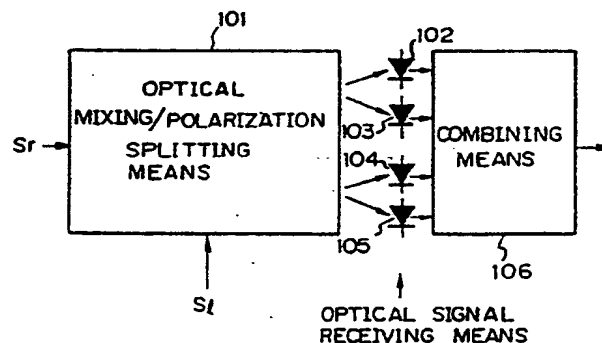 101
OPTICAL
MIXING/POLARIZATION
SPLITTING
MEANS
102
103
104
105
COMBINING
MEANS
106
Sr
Sℓ
OPTICAL SIGNAL
RECEIVING MEANS